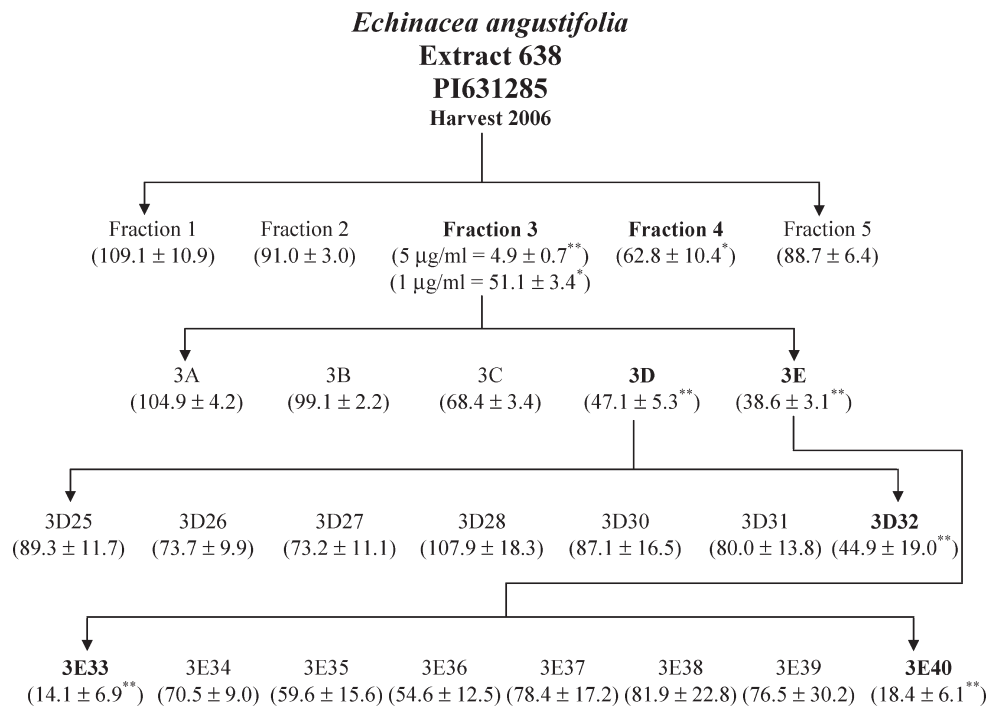 Echinacea angustifolia
Extract 638
PI631285
Harvest 2006
Fraction 1 Fraction 2 Fraction 3 Fraction 4 Fraction 5
(109.1 ± 10.9) (91.0 ± 3.0) (5 µg/ml = 4.9 ± 0.7**) (62.8 ± 10.4*) (88.7 ± 6.4)
(1 µg/ml = 51.1 ± 3.4*)
3A 3B 3C 3D 3E
(104.9 ± 4.2) (99.1 ± 2.2) (68.4 ± 3.4) (47.1 ± 5.3**) (38.6 ± 3.1**)
3D25 3D26 3D27 3D28 3D30 3D31 3D32
(89.3 ± 11.7) (73.7 ± 9.9) (73.2 ± 11.1) (107.9 ± 18.3) (87.1 ± 16.5) (80.0 ± 13.8) (44.9 ± 19.0**)
3E33 3E34 3E35 3E36 3E37 3E38 3E39 3E40
(14.1 ± 6.9**) (70.5 ± 9.0) (59.6 ± 15.6) (54.6 ± 12.5) (78.4 ± 17.2) (81.9 ± 22.8) (76.5 ± 30.2) (18.4 ± 6.1**)